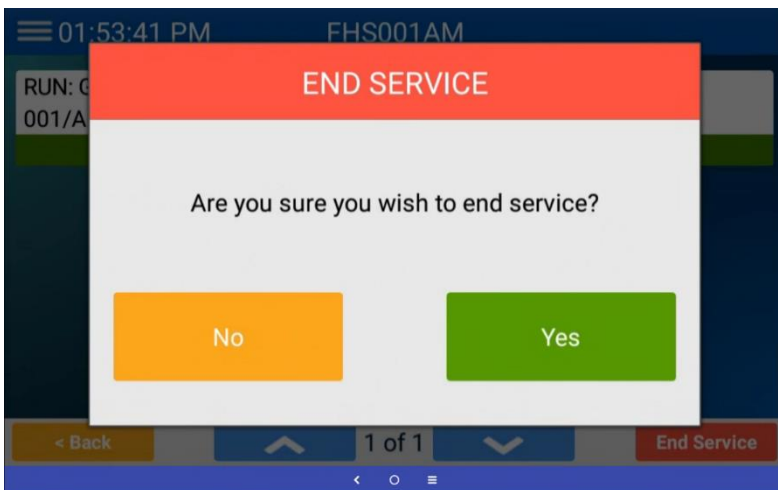 01:53:41 PM FHS001AM
RUN: G
001/A
END SERVICE
Are you sure you wish to end service?
No Yes
< Back 1 of 1 End Service